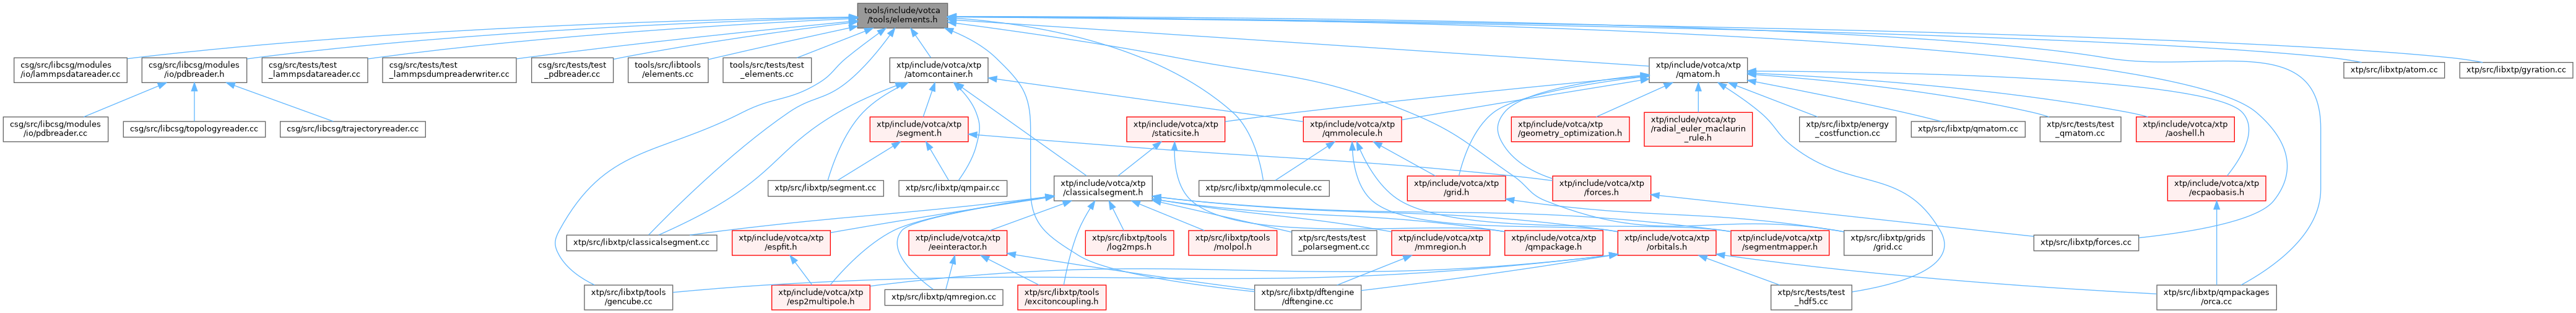 tools/include/votca
/tools/elements.h
csg/src/libcsg/modules
/io/lammpsdatareader.cc
csg/src/libcsg/modules
/io/pdbreader.h
csg/src/tests/test
_lammpsdatareader.cc
csg/src/tests/test
_lammpsdumpreaderwriter.cc
csg/src/tests/test
_pdbreader.cc
tools/src/libtools
/elements.cc
tools/src/tests/test
_elements.cc
xtp/include/votca/xtp
/atomcontainer.h
xtp/include/votca/xtp
/qmatom.h
xtp/src/libxtp/atom.cc
xtp/src/libxtp/gyration.cc
csg/src/libcsg/modules
/io/pdbreader.cc
csg/src/libcsg/topologyreader.cc
csg/src/libcsg/trajectoryreader.cc
xtp/include/votca/xtp
/segment.h
xtp/include/votca/xtp
/staticsite.h
xtp/include/votca/xtp
/qmmolecule.h
xtp/include/votca/xtp
/geometry_optimization.h
xtp/include/votca/xtp
/radial_euler_maclaurin
_rule.h
xtp/src/libxtp/energy
_costfunction.cc
xtp/src/libxtp/qmatom.cc
xtp/src/tests/test
_qmatom.cc
xtp/include/votca/xtp
/aoshell.h
xtp/src/libxtp/segment.cc
xtp/src/libxtp/qmpair.cc
xtp/include/votca/xtp
/classicalsegment.h
xtp/src/libxtp/qmmolecule.cc
xtp/include/votca/xtp
/grid.h
xtp/include/votca/xtp
/forces.h
xtp/include/votca/xtp
/ecpaobasis.h
xtp/src/libxtp/classicalsegment.cc
xtp/include/votca/xtp
/espfit.h
xtp/include/votca/xtp
/eeinteractor.h
xtp/src/libxtp/tools
/log2mps.h
xtp/src/libxtp/tools
/molpol.h
xtp/src/tests/test
_polarsegment.cc
xtp/include/votca/xtp
/mmregion.h
xtp/include/votca/xtp
/qmpackage.h
xtp/include/votca/xtp
/orbitals.h
xtp/include/votca/xtp
/segmentmapper.h
xtp/src/libxtp/grids
/grid.cc
xtp/src/libxtp/forces.cc
xtp/src/libxtp/tools
/gencube.cc
xtp/include/votca/xtp
/esp2multipole.h
xtp/src/libxtp/qmregion.cc
xtp/src/libxtp/tools
/excitoncoupling.h
xtp/src/libxtp/dftengine
/dftengine.cc
xtp/src/tests/test
_hdf5.cc
xtp/src/libxtp/qmpackages
/orca.cc